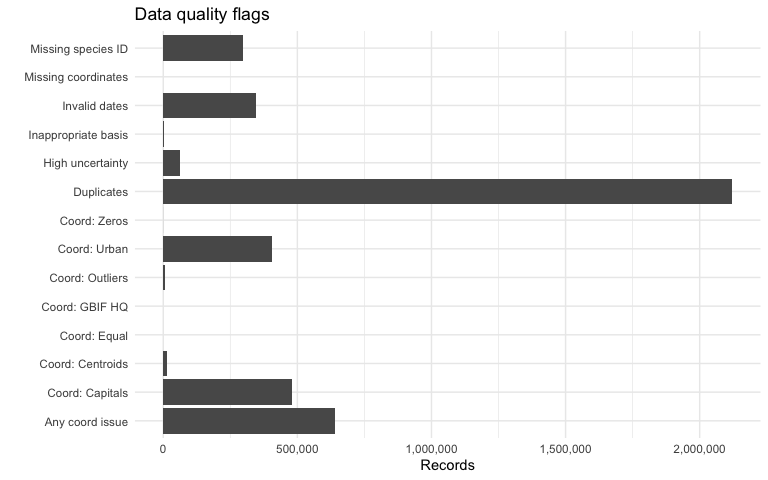 Data quality flags
Missing species ID
Missing coordinates
Invalid dates
Inappropriate basis
High uncertainty
Duplicates
Coord: Zeros
Coord: Urban
Coord: Outliers
Coord: GBIF HQ
Coord: Equal
Coord: Centroids
Coord: Capitals
Any coord issue
0 500,000 1,000,000 1,500,000 2,000,000
Records